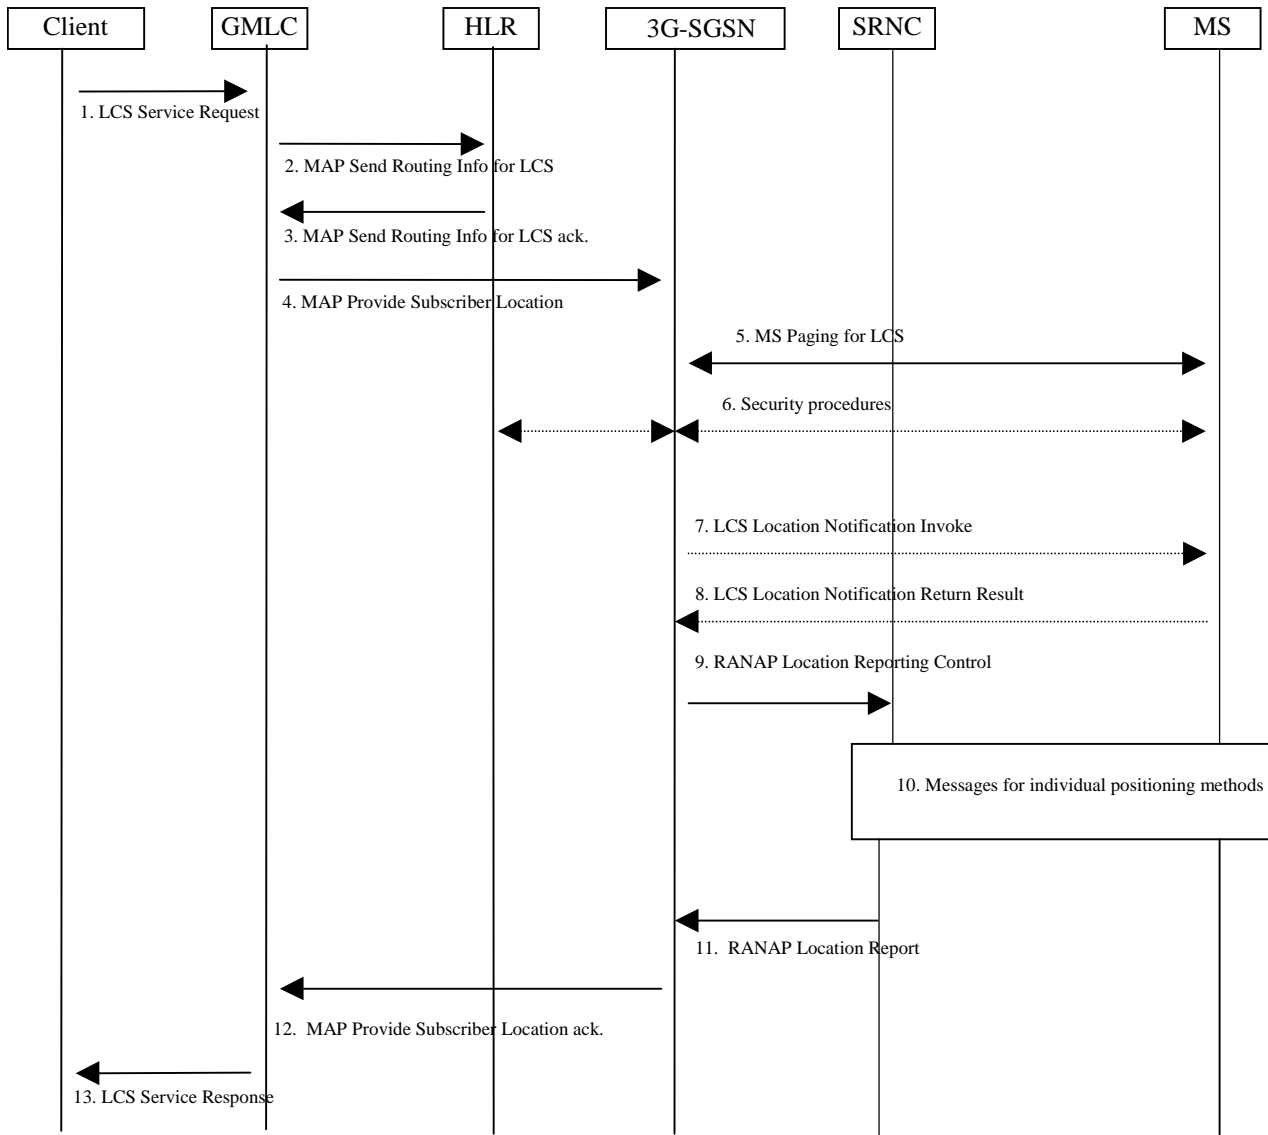 Client
GMLC
HLR
3G-SGSN
SRNC
MS
1. LCS Service Request
2. MAP Send Routing Info for LCS
3. MAP Send Routing Info for LCS ack.
4. MAP Provide Subscriber Location
5. MS Paging for LCS
6. Security procedures
7. LCS Location Notification Invoke
8. LCS Location Notification Return Result
9. RANAP Location Reporting Control
10. Messages for individual positioning methods
11. RANAP Location Report
12. MAP Provide Subscriber Location ack.
13. LCS Service Response